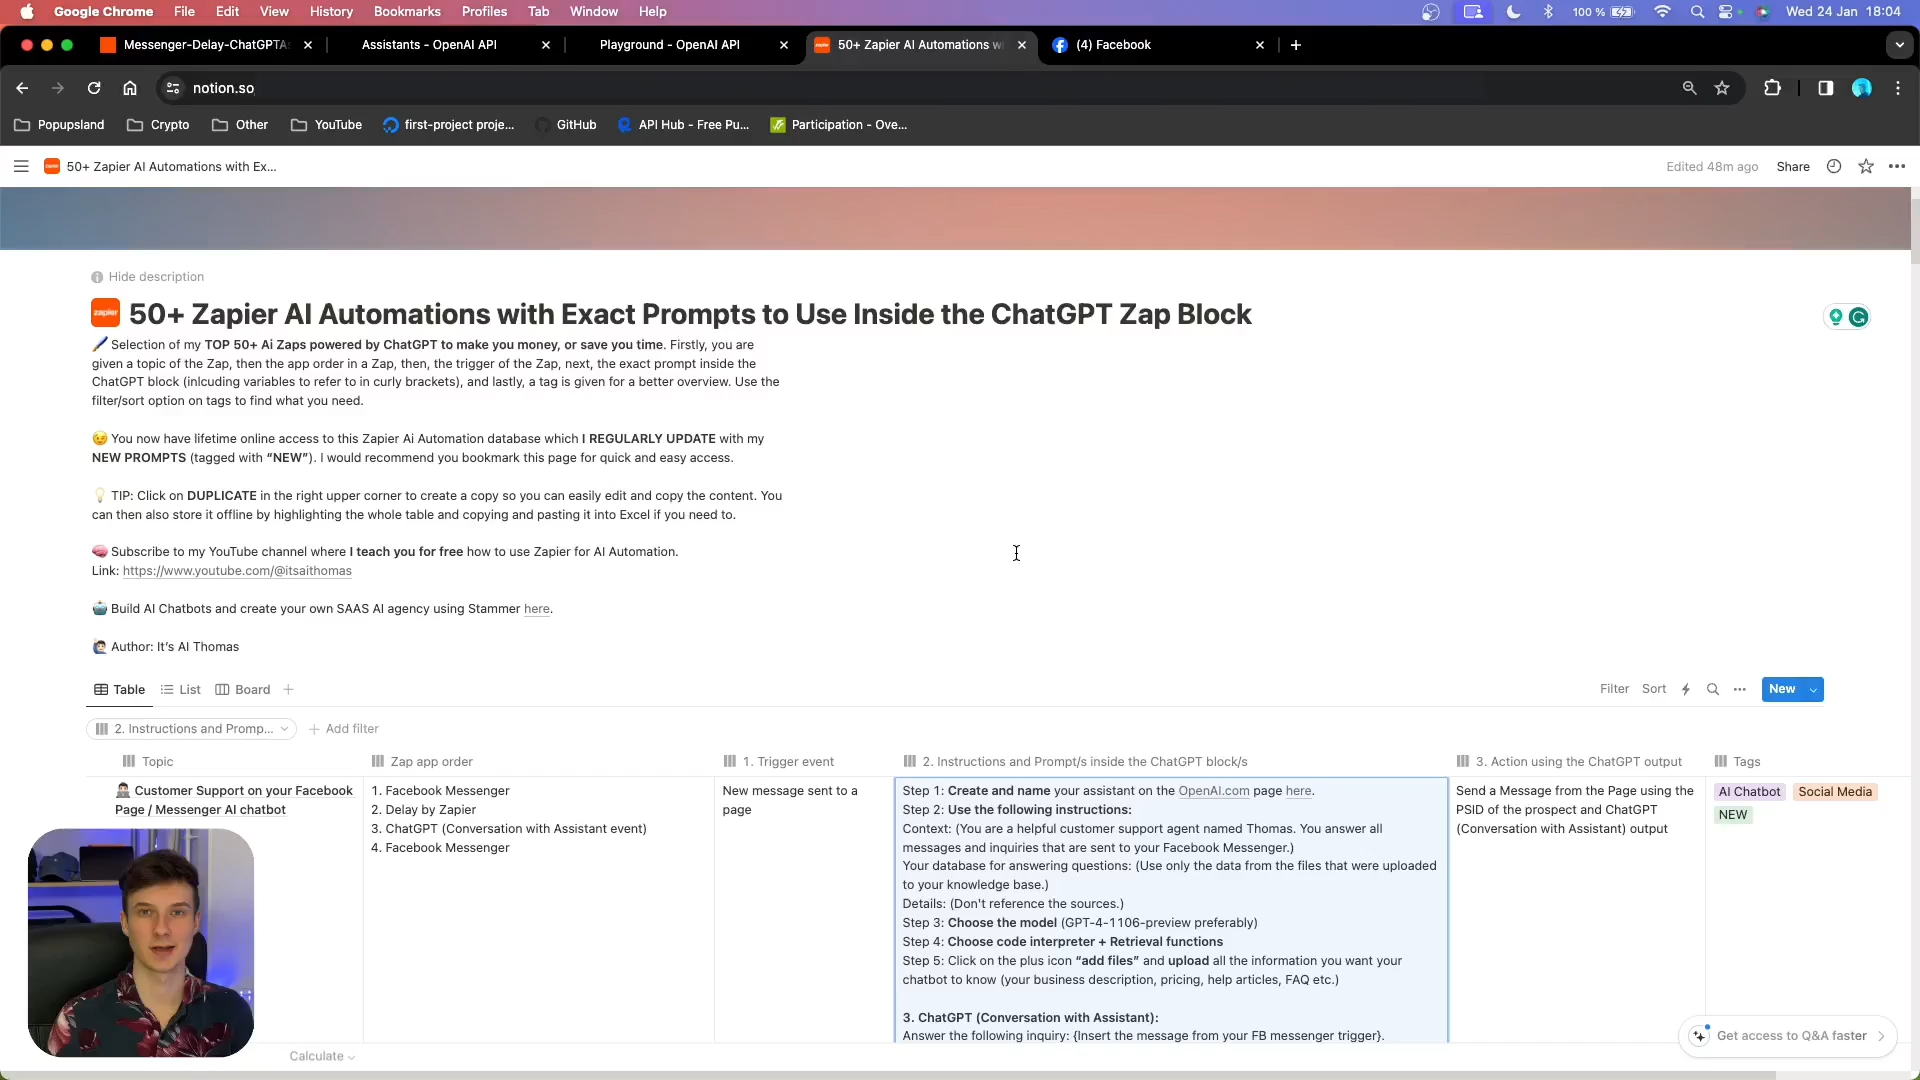 Google Chrome File Edit View History Bookmarks Profiles Tab Window Help 100 % Wed 24 Jan 18:04
Messenger-Delay-ChatGPTAs
Assistants - OpenAI API
Playground - OpenAI API
50+ Zapier AI Automations w
(4) Facebook
notion.so
Popupsland Crypto Other YouTube first-project proje... GitHub API Hub - Free Pu... Participation - Ove...
50+ Zapier AI Automations with Ex...
Edited 48m ago Share
Hide description
zapier
50+ Zapier AI Automations with Exact Prompts to Use Inside the ChatGPT Zap Block
Selection of my TOP 50+ Ai Zaps powered by ChatGPT to make you money, or save you time. Firstly, you are
given a topic of the Zap, then the app order in a Zap, then, the trigger of the Zap, next, the exact prompt inside the
ChatGPT block (inlcuding variables to refer to in curly brackets), and lastly, a tag is given for a better overview. Use the
filter/sort option on tags to find what you need.
You now have lifetime online access to this Zapier Ai Automation database which I REGULARLY UPDATE with my
NEW PROMPTS (tagged with “NEW”). I would recommend you bookmark this page for quick and easy access.
TIP: Click on DUPLICATE in the right upper corner to create a copy so you can easily edit and copy the content. You
can then also store it offline by highlighting the whole table and copying and pasting it into Excel if you need to.
Subscribe to my YouTube channel where I teach you for free how to use Zapier for AI Automation.
Link: https://www.youtube.com/@itsaithomas
Build AI Chatbots and create your own SAAS AI agency using Stammer here.
Author: It's AI Thomas
Table List Board
Filter Sort New
2. Instructions and Promp... Add filter
Topic
Zap app order
1. Trigger event
2. Instructions and Prompt/s inside the ChatGPT block/s
3. Action using the ChatGPT output
Tags
Customer Support on your Facebook
Page / Messenger AI chatbot
1. Facebook Messenger
2. Delay by Zapier
3. ChatGPT (Conversation with Assistant event)
4. Facebook Messenger
New message sent to a
page
Step 1: Create and name your assistant on the OpenAI.com page here.
Step 2: Use the following instructions:
Context: (You are a helpful customer support agent named Thomas. You answer all
messages and inquiries that are sent to your Facebook Messenger.)
Your database for answering questions: (Use only the data from the files that were uploaded
to your knowledge base.)
Details: (Don't reference the sources.)
Step 3: Choose the model (GPT-4-1106-preview preferably)
Step 4: Choose code interpreter + Retrieval functions
Step 5: Click on the plus icon “add files” and upload all the information you want your
chatbot to know (your business description, pricing, help articles, FAQ etc.)
3. ChatGPT (Conversation with Assistant):
Answer the following inquiry: {Insert the message from your FB messenger trigger}.
Send a Message from the Page using the
PSID of the prospect and ChatGPT
(Conversation with Assistant) output
AI Chatbot Social Media
NEW
Get access to Q&A faster
Calculate